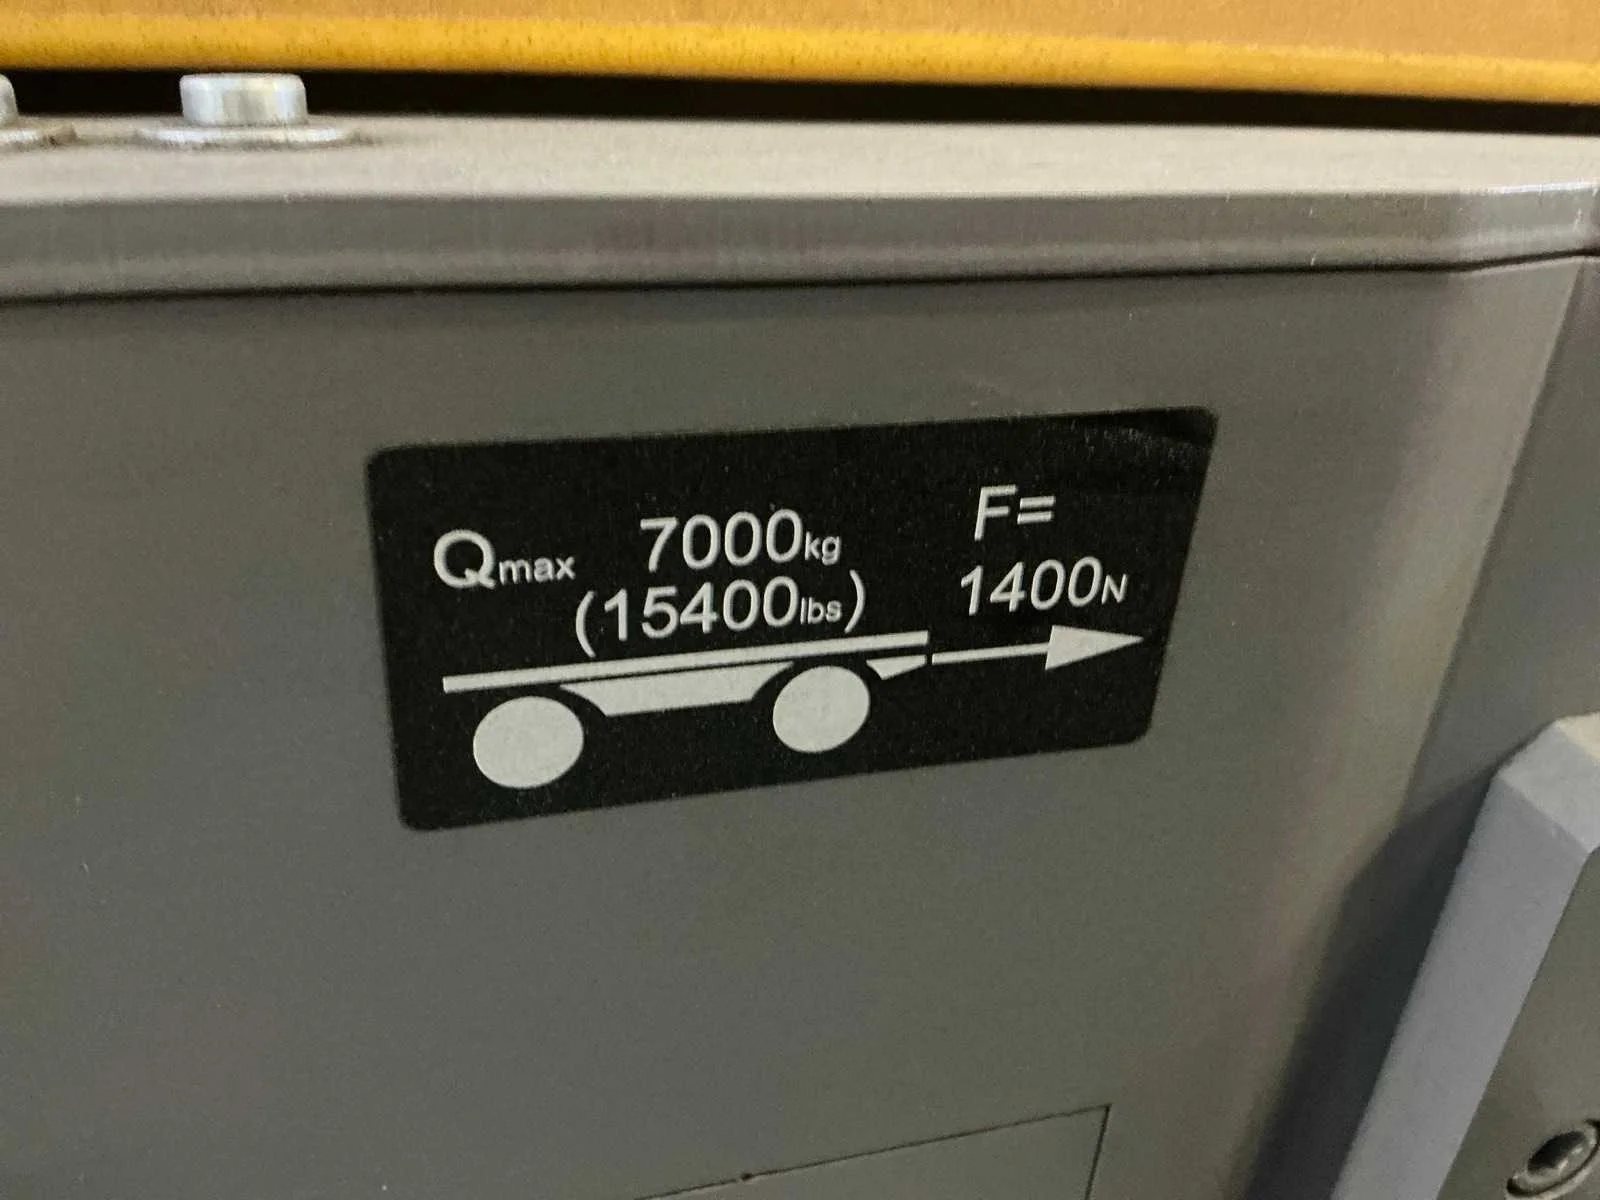 Qmax 7000kg
(15400lbs)
F=
1400N